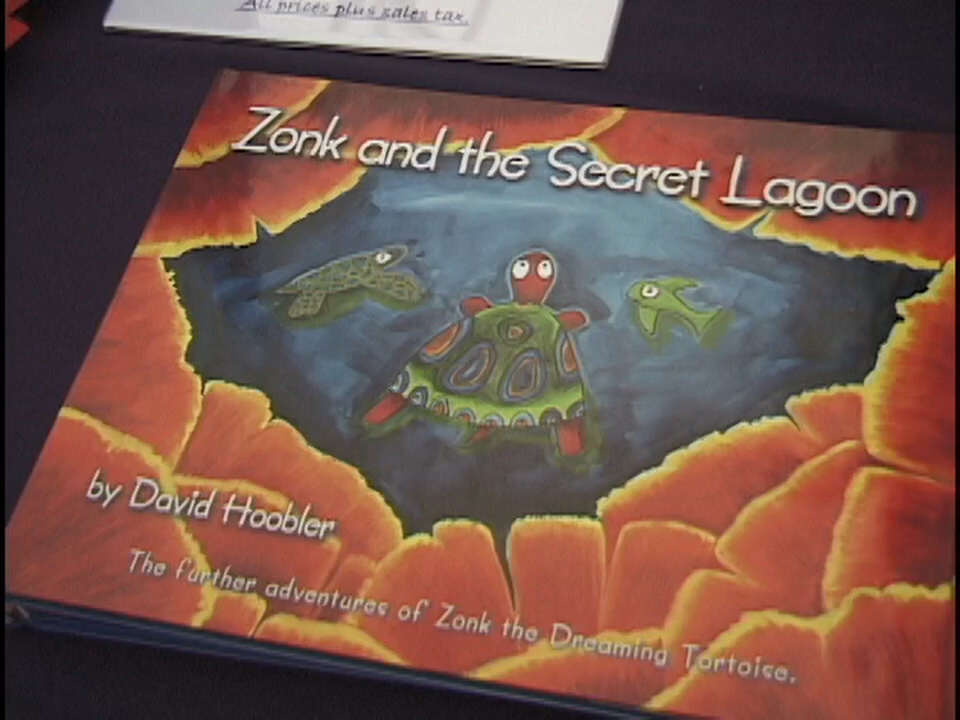 All prices plus sales tax.
Zonk and the Secret Lagoon
by David Hoobler
The further adventures of Zonk the Dreaming Tortoise.